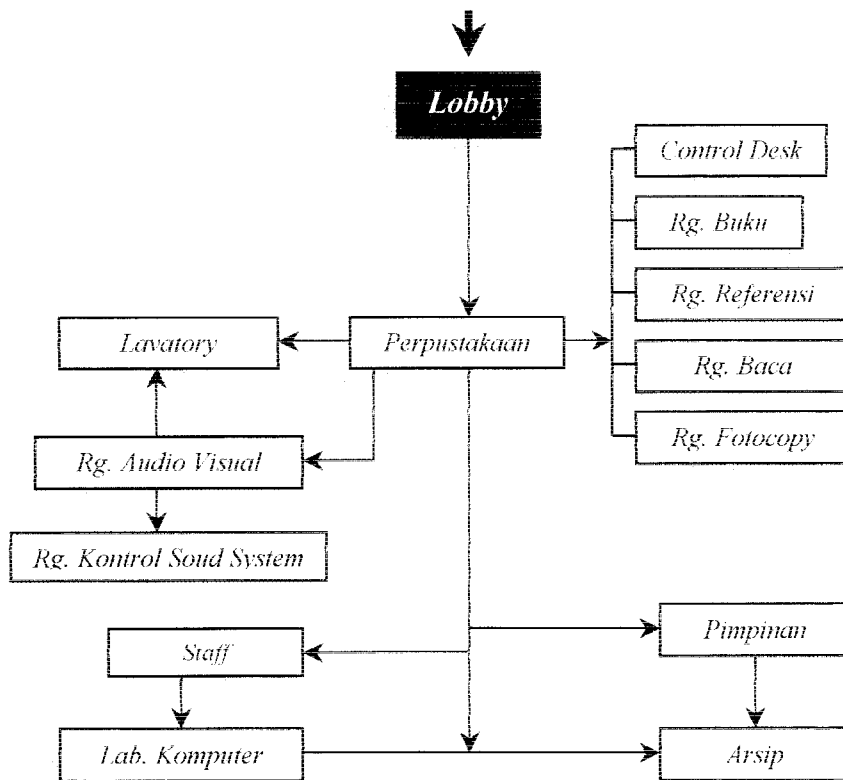 Lobby
Control Desk
Rg. Buku
Rg. Referensi
Rg. Baca
Rg. Fotocopy
Perpustakaan
Lavatory
Rg. Audio Visual
Rg. Kontrol Soud System
Staff
Pimpinan
Lab. Komputer
Arsip